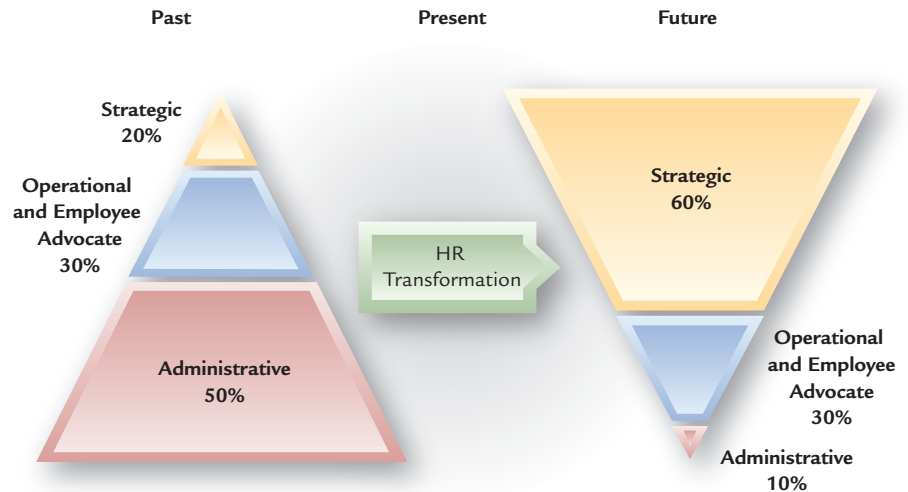 Past
Present
Future
Strategic
20%
Operational
and Employee
Advocate
30%
Administrative
50%
HR
Transformation
Strategic
60%
Operational
and Employee
Advocate
30%
Administrative
10%